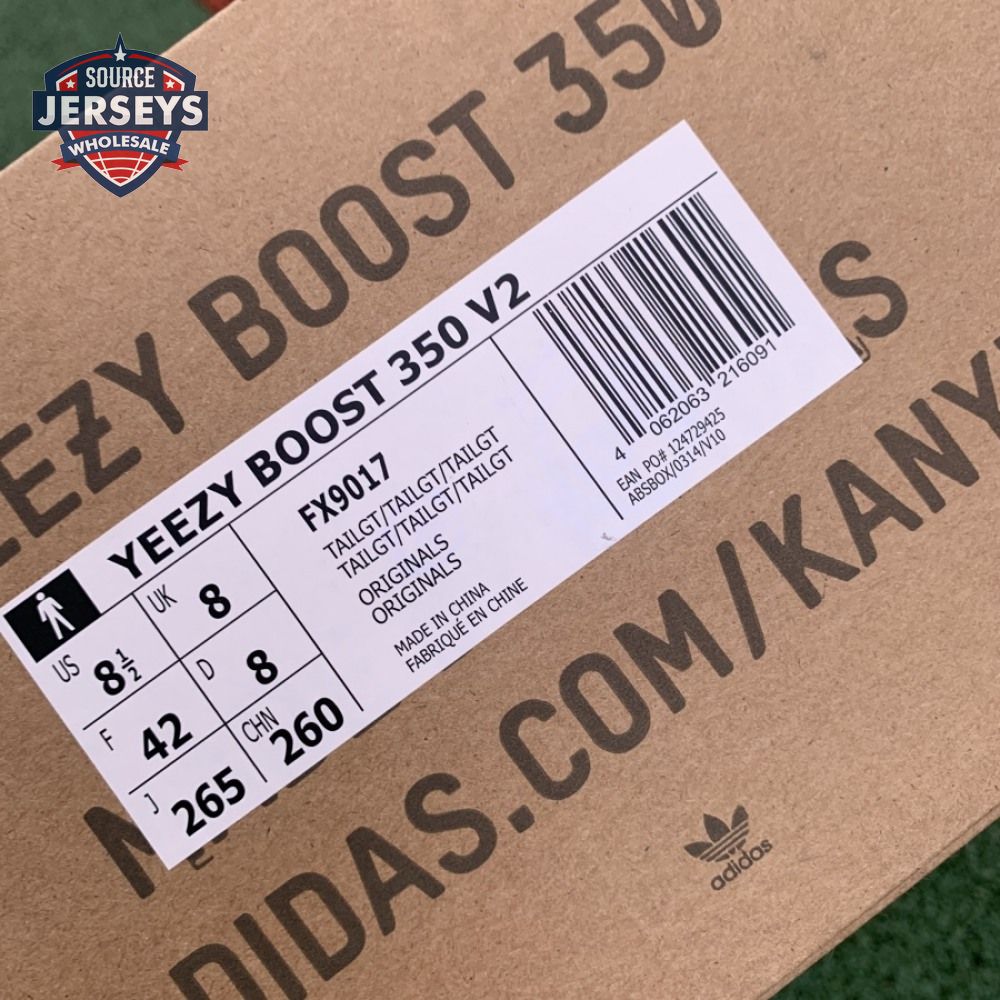 SOURCE
JERSEYS
WHOLESALE
YEEZY BOOST 350
YEEZY BOOST 350 V2
FX9017
TAILGT/TAILGT/TAILGT
TAILGT/TAILGT/TAILGT
ORIGINALS
ORIGINALS
MADE IN CHINA
FABRIQUÉ EN CHINE
4 062063 216091
EAN PO# 124729425
ABSBOX/0314/V10
US 8½
UK 8
F 42
D 8
J 265
CHN 260
ADIDAS.COM/KANY
adidas